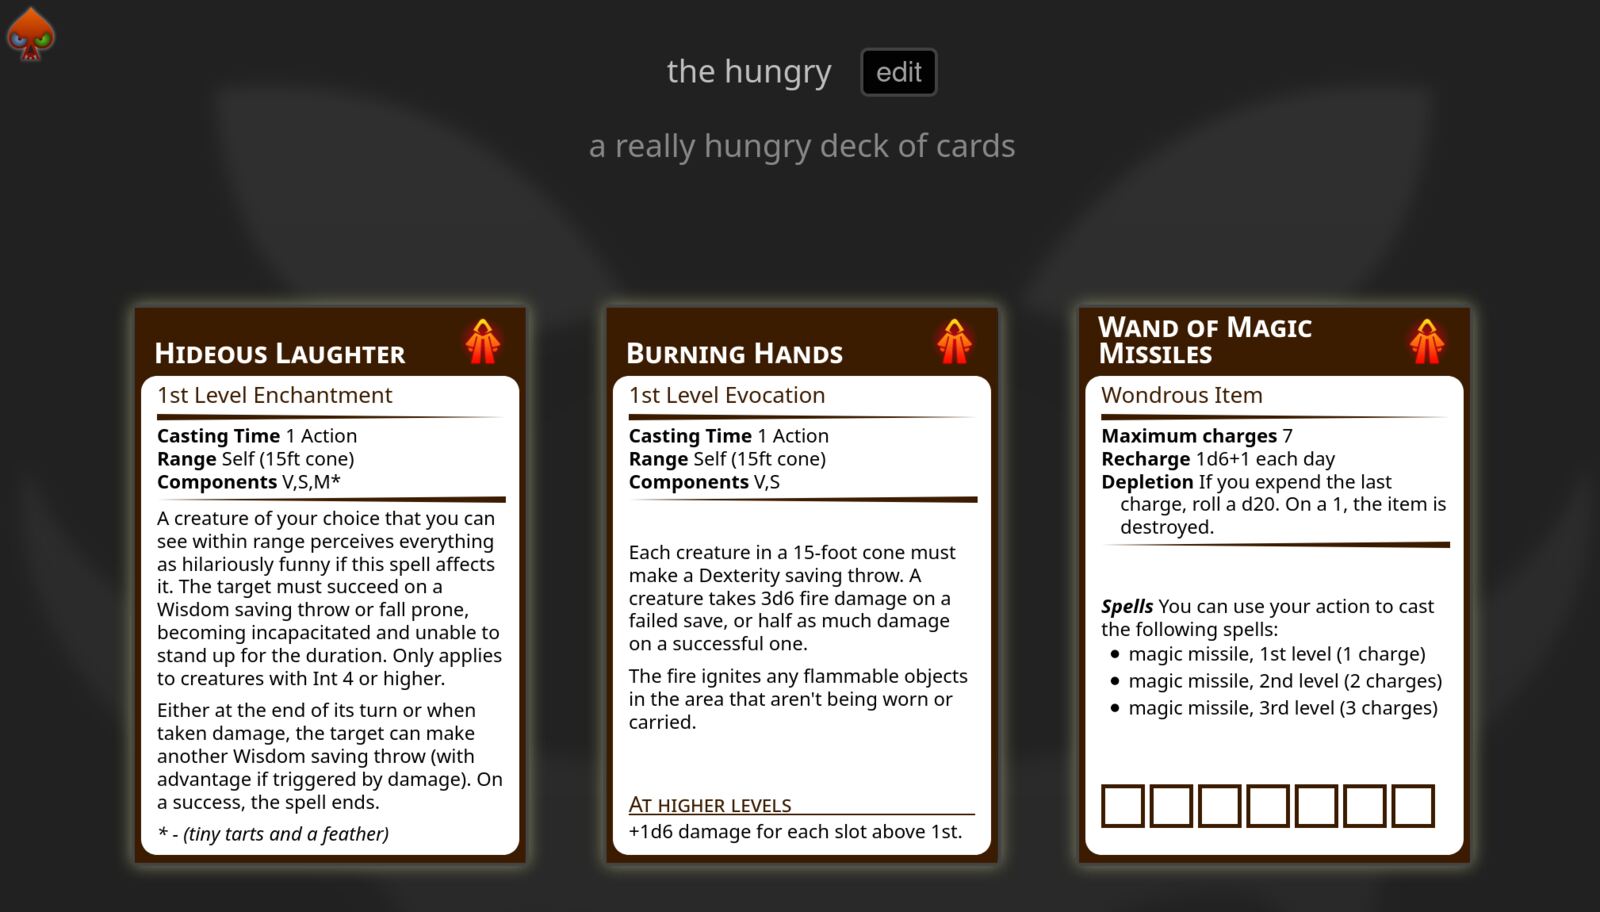 the hungry
edit
a really hungry deck of cards
Hideous Laughter
1st Level Enchantment
Casting Time 1 Action
Range Self (15ft cone)
Components V,S,M*
A creature of your choice that you can
see within range perceives everything
as hilariously funny if this spell affects
it. The target must succeed on a
Wisdom saving throw or fall prone,
becoming incapacitated and unable to
stand up for the duration. Only applies
to creatures with Int 4 or higher.
Either at the end of its turn or when
taken damage, the target can make
another Wisdom saving throw (with
advantage if triggered by damage). On
a success, the spell ends.
* - (tiny tarts and a feather)
Burning Hands
1st Level Evocation
Casting Time 1 Action
Range Self (15ft cone)
Components V,S
Each creature in a 15-foot cone must
make a Dexterity saving throw. A
creature takes 3d6 fire damage on a
failed save, or half as much damage
on a successful one.
The fire ignites any flammable objects
in the area that aren't being worn or
carried.
At higher levels
+1d6 damage for each slot above 1st.
Wand of Magic
Missiles
Wondrous Item
Maximum charges 7
Recharge 1d6+1 each day
Depletion If you expend the last
charge, roll a d20. On a 1, the item is
destroyed.
Spells You can use your action to cast
the following spells:
• magic missile, 1st level (1 charge)
• magic missile, 2nd level (2 charges)
• magic missile, 3rd level (3 charges)